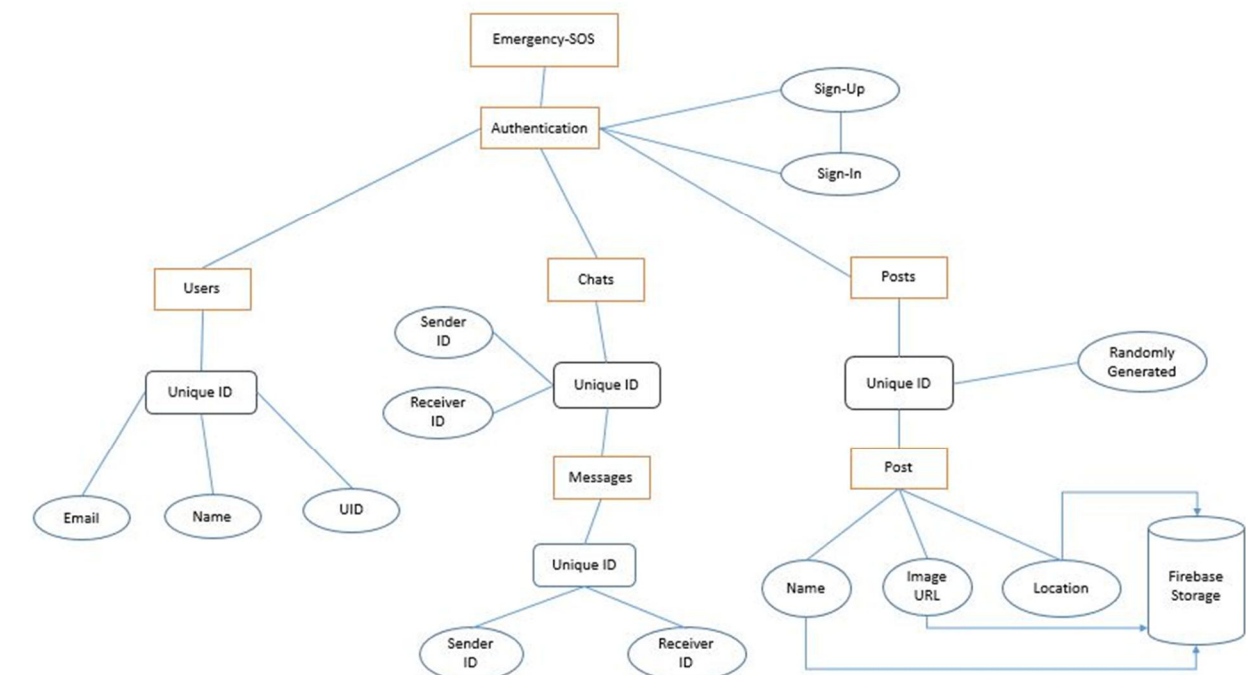 Emergency-SOS
Authentication
Sign-Up
Sign-In
Users
Chats
Posts
Sender
ID
Receiver
ID
Unique ID
Unique ID
Unique ID
Randomly
Generated
Messages
Post
Email
Name
UID
Unique ID
Name
Image
URL
Location
Firebase
Storage
Sender
ID
Receiver
ID